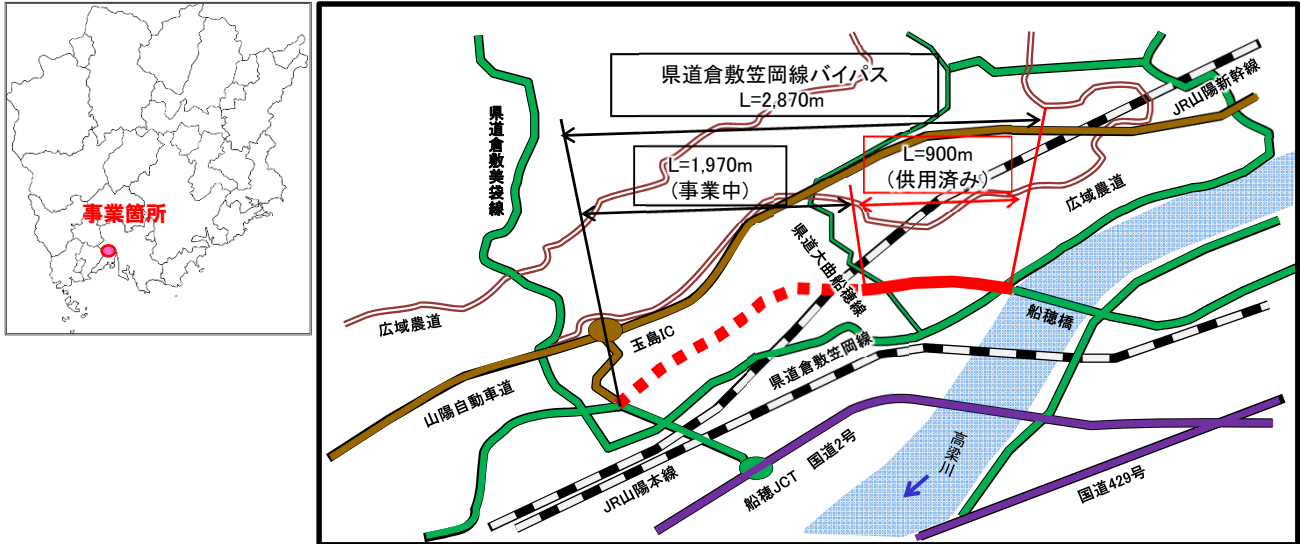 事業箇所
県道倉敷笠岡線バイパス
L=2,870m
L=1,970m
（事業中）
L=900m
（供用済み）
県道倉敷美袋線
JR山陽新幹線
広域農道
県道大曲船穂線
広域農道
玉島IC
船穂橋
県道倉敷笠岡線
山陽自動車道
JR山陽本線
船穂JCT
国道2号
高梁川
国道429号